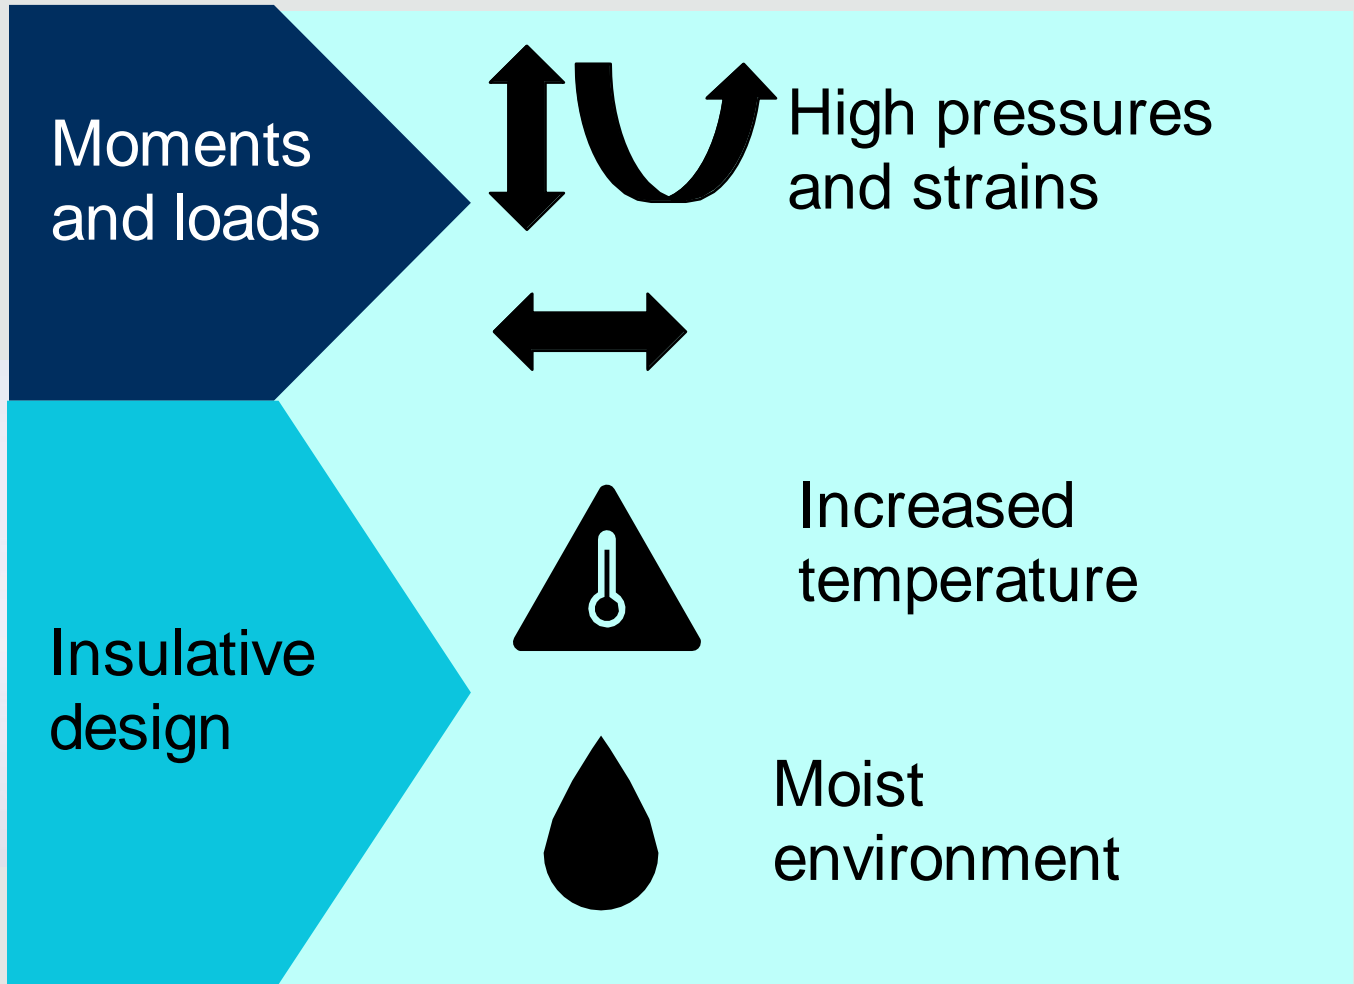 Moments
and loads
High pressures
and strains
Insulative
design
Increased
temperature
Moist
environment